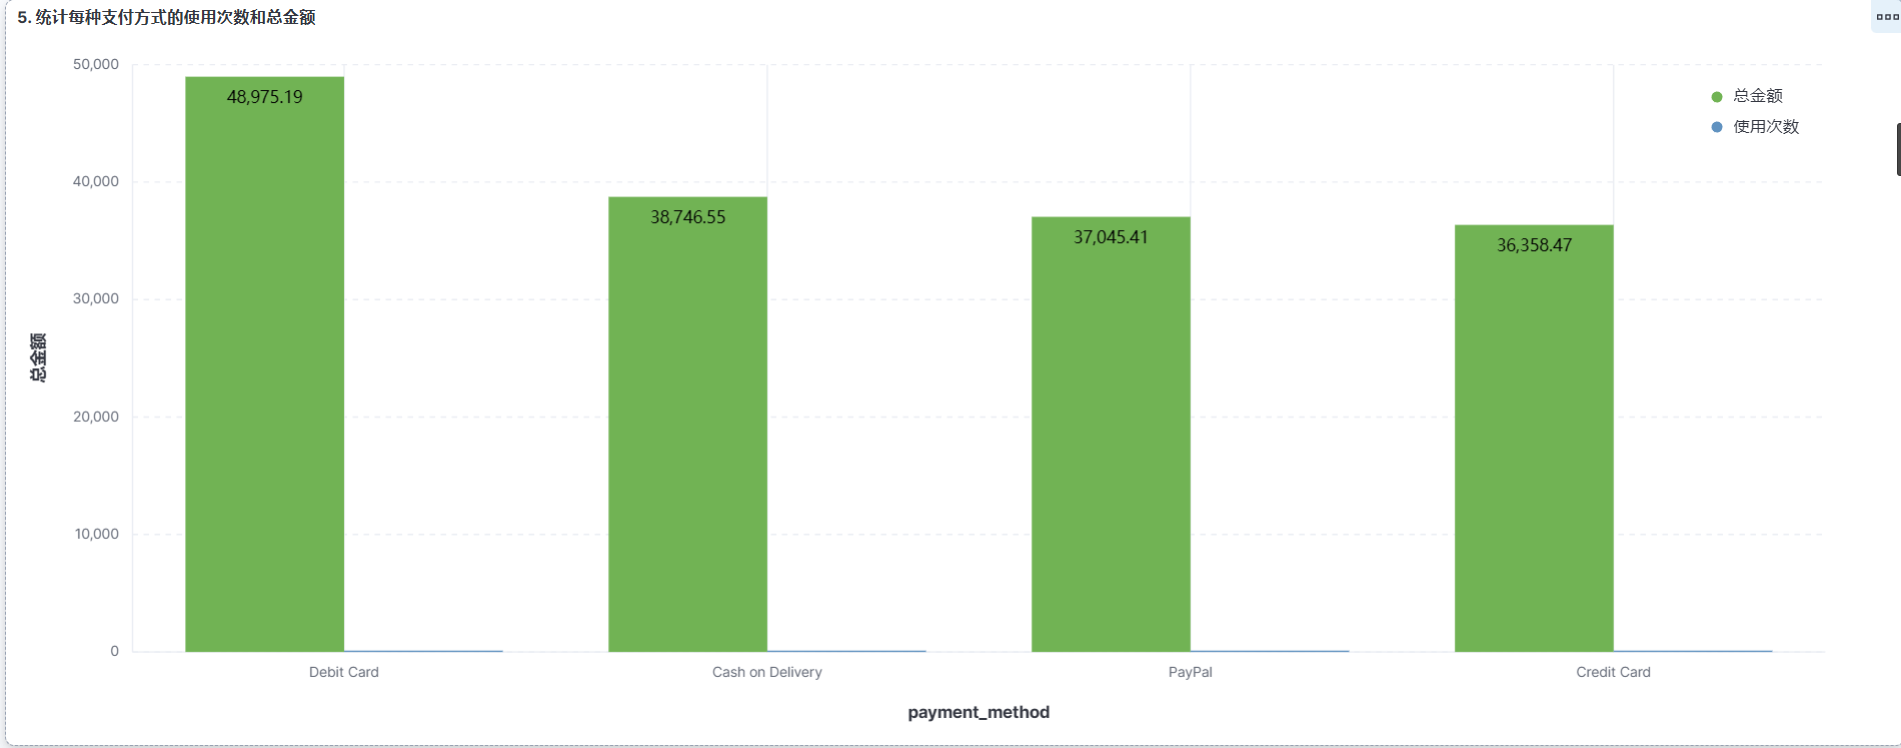 5. 统计每种支付方式的使用次数和总金额
50,000
40,000
30,000
20,000
10,000
0
总金额
48,975.19
38,746.55
37,045.41
36,358.47
总金额
使用次数
Debit Card
Cash on Delivery
PayPal
Credit Card
payment_method